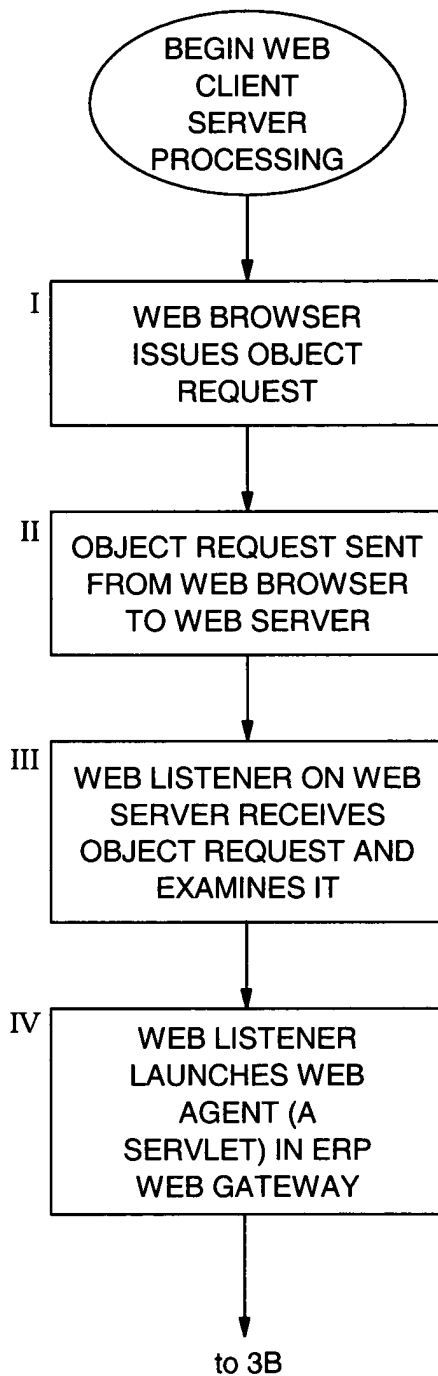 BEGIN WEB
CLIENT
SERVER
PROCESSING
I
WEB BROWSER
ISSUES OBJECT
REQUEST
II
OBJECT REQUEST SENT
FROM WEB BROWSER
TO WEB SERVER
III
WEB LISTENER ON WEB
SERVER RECEIVES
OBJECT REQUEST AND
EXAMINES IT
IV
WEB LISTENER
LAUNCHES WEB
AGENT (A
SERVLET) IN ERP
WEB GATEWAY
to 3B